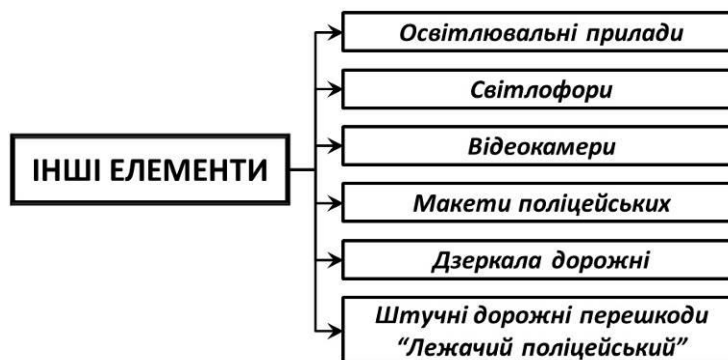 ІНШІ ЕЛЕМЕНТИ
Освітлювальні прилади
Світлофори
Відеокамери
Макети поліцейських
Дзеркала дорожні
Штучні дорожні перешкоди
“Лежачий поліцейський”